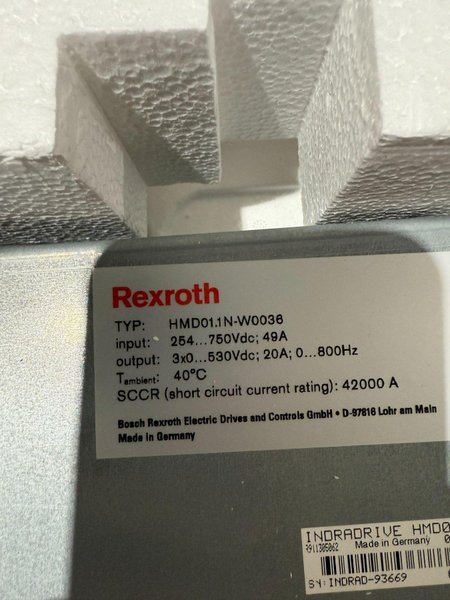 Rexroth
TYP: HMD01.1N-W0036
input: 254...750Vdc; 49A
output: 3x0...530Vdc; 20A; 0...800Hz
Tambient: 40°C
SCCR (short circuit current rating): 42000 A
Bosch Rexroth Electric Drives and Controls GmbH • D-97816 Lohr am Main
Made in Germany
INDRADRIVE HMD0
R911305062 Made in Germany
SN: INDRAD-93669